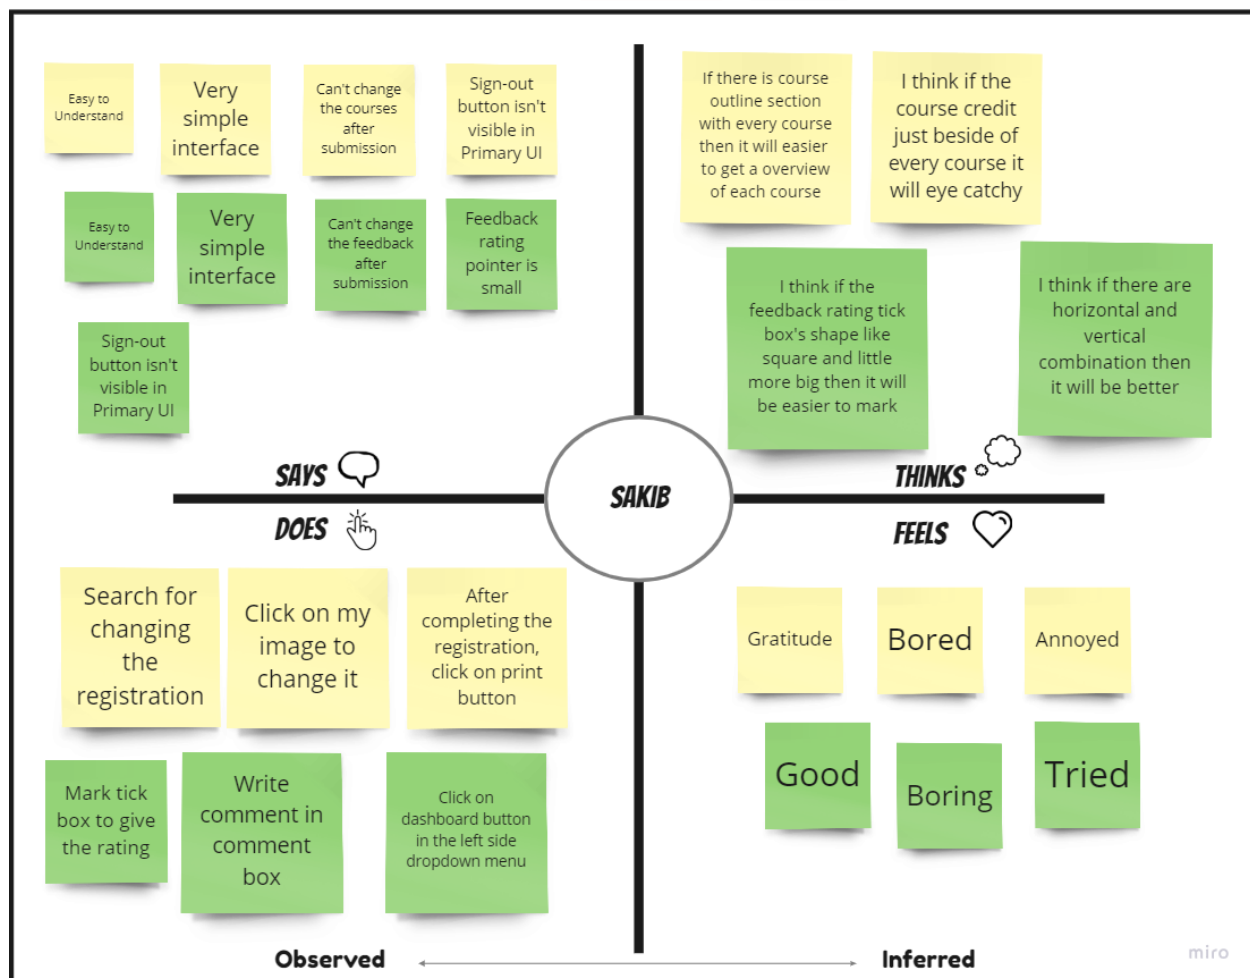 Easy to
Understand
Very
simple
interface
Can't change
the courses
after
submission
Sign-out
button isn't
visible in
Primary UI
Easy to
Understand
Very
simple
interface
Can't change
the feedback
after
submission
Feedback
rating
pointer is
small
Sign-out
button isn't
visible in
Primary UI
If there is course
outline section
with every course
then it will easier
to get a overview
of each course
I think if the
course credit
just beside of
every course it
will eye catchy
I think if the
feedback rating tick
box's shape like
square and little
more big then it will
be easier to mark
I think if there are
horizontal and
vertical
combination then
it will be better
SAYS
THINKS
SAKIB
DOES
FEELS
Search for
changing
the
registration
Click on my
image to
change it
After
completing the
registration,
click on print
button
Mark tick
box to give
the rating
Write
comment in
comment
box
Click on
dashboard button
in the left side
dropdown menu
Gratitude
Bored
Annoyed
Good
Boring
Tried
Observed
Inferred
miro